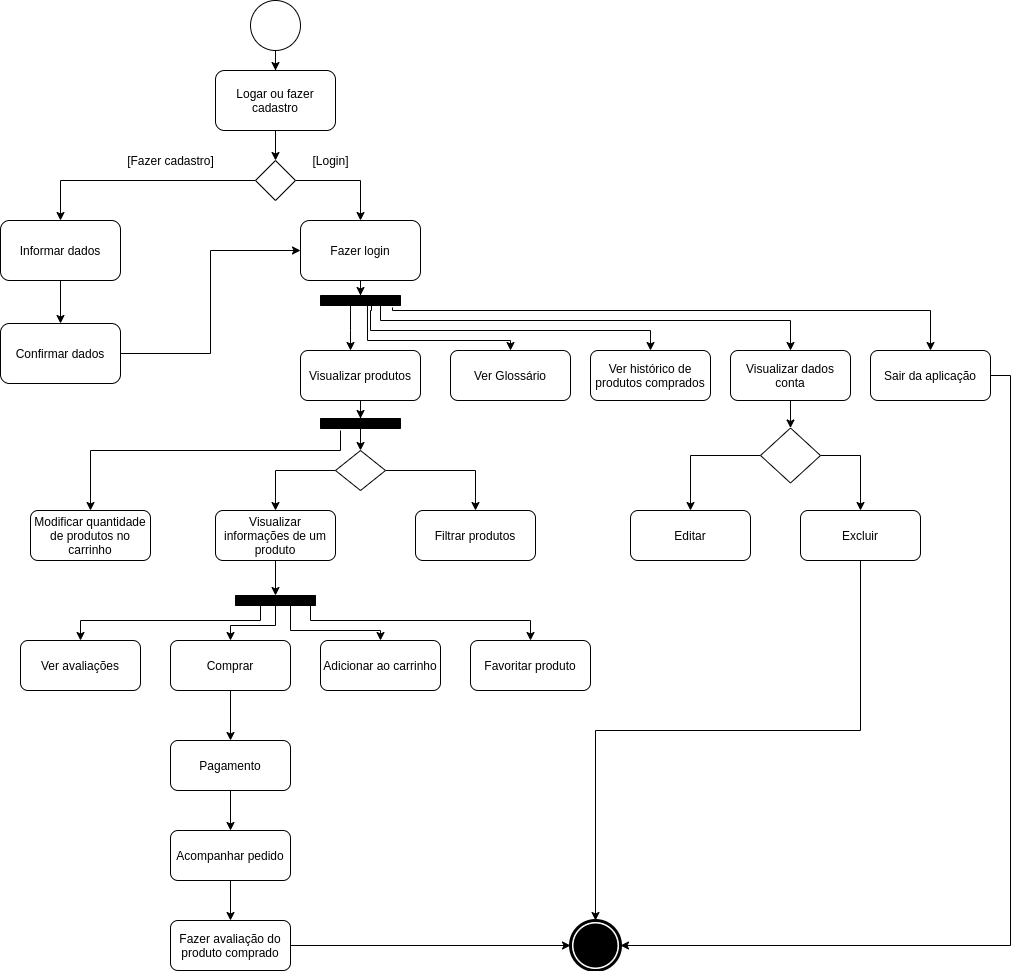 Logar ou fazer
cadastro
[Fazer cadastro]
[Login]
Informar dados
Fazer login
Confirmar dados
Visualizar produtos
Ver Glossário
Ver histórico de
produtos comprados
Visualizar dados
conta
Sair da aplicação
Modificar quantidade
de produtos no
carrinho
Visualizar
informações de um
produto
Filtrar produtos
Editar
Excluir
Ver avaliações
Comprar
Adicionar ao carrinho
Favoritar produto
Pagamento
Acompanhar pedido
Fazer avaliação do
produto comprado